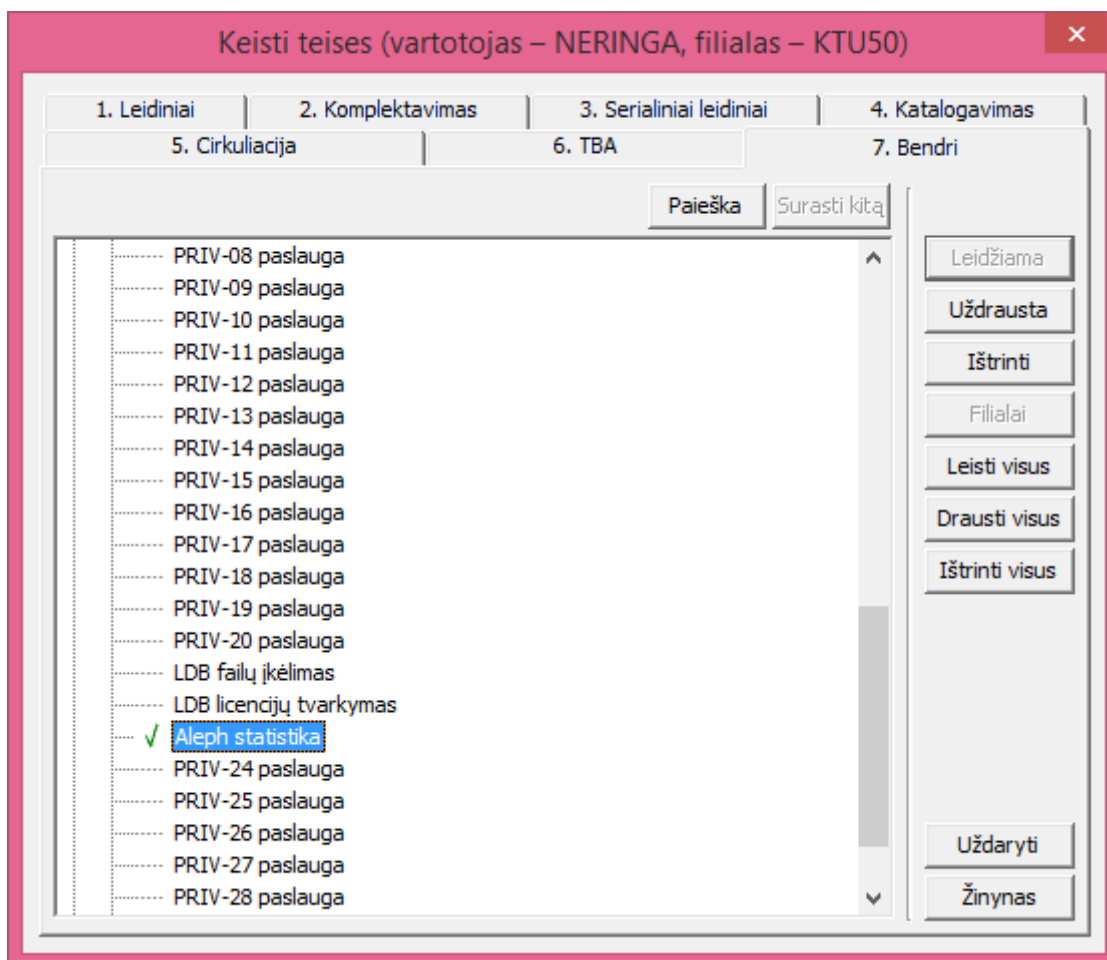 Keisti teises (vartotojas – NERINGA, filialas – KTU50)
1. Leidiniai 2. Komplektavimas 3. Serialiniai leidiniai 4. Katalogavimas
5. Cirkuliacija 6. TBA 7. Bendri
Paieška Surasti kitą
PRIV-08 paslauga
PRIV-09 paslauga
PRIV-10 paslauga
PRIV-11 paslauga
PRIV-12 paslauga
PRIV-13 paslauga
PRIV-14 paslauga
PRIV-15 paslauga
PRIV-16 paslauga
PRIV-17 paslauga
PRIV-18 paslauga
PRIV-19 paslauga
PRIV-20 paslauga
LDB failų įkėlimas
LDB licencijų tvarkymas
Aleph statistika
PRIV-24 paslauga
PRIV-25 paslauga
PRIV-26 paslauga
PRIV-27 paslauga
PRIV-28 paslauga
Leidžiama
Uždrausta
Ištrinti
Filialai
Leisti visus
Drausti visus
Ištrinti visus
Uždaryti
Žinynas